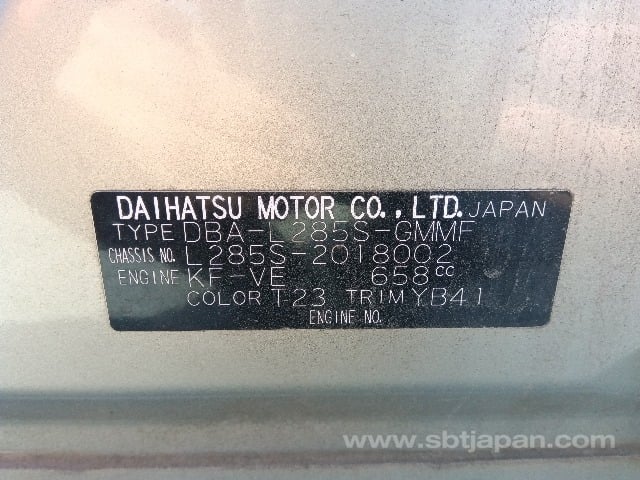 DAIHATSU MOTOR CO., LTD. JAPAN
TYPE DBA-L285S-GMMF
CHASSIS NO. L285S-2018002
ENGINE KF-VE 658cc
COLOR T23 TRIM YB41
ENGINE NO.
www.sbtjapan.com